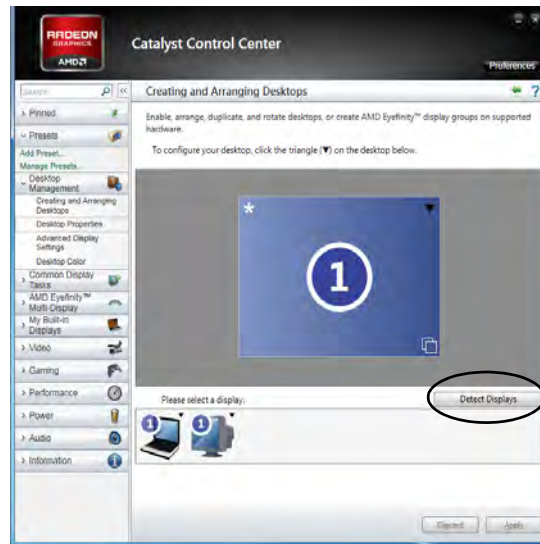 RADEON
GRAPHICS
AMD
Catalyst Control Center
Preferences
Search
Creating and Arranging Desktops
?
Pinned
Presets
Add Preset...
Manage Presets...
Desktop
Management
Creating and Arranging
Desktops
Desktop Properties
Advanced Display
Settings
Desktop Color
Common Display
Tasks
AMD Eyefinity™
Multi-Display
My Built-in
Displays
Video
Gaming
Performance
Power
Audio
Information
Enable, arrange, duplicate, and rotate desktops, or create AMD Eyefinity™ display groups on supported
hardware.
To configure your desktop, click the triangle (▼) on the desktop below.
1
Please select a display.
Detect Displays
1
1
Discard
Apply